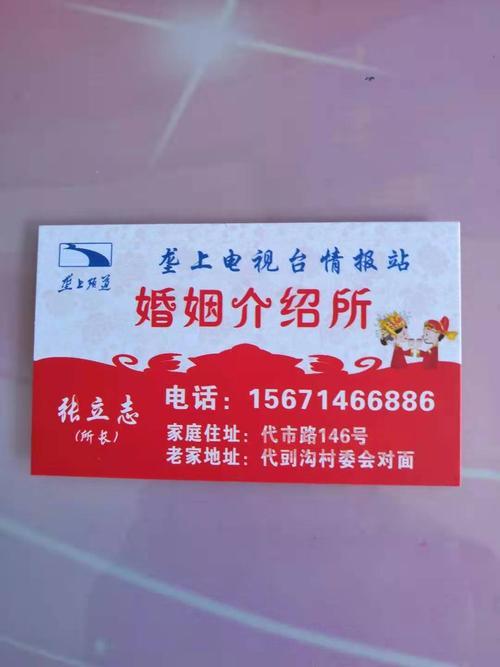 垄上频道
垄上电视台情报站
婚姻介绍所
张立志
(所长)
电话：15671466886
家庭住址：代市路146号
老家地址：代刭沟村委会对面